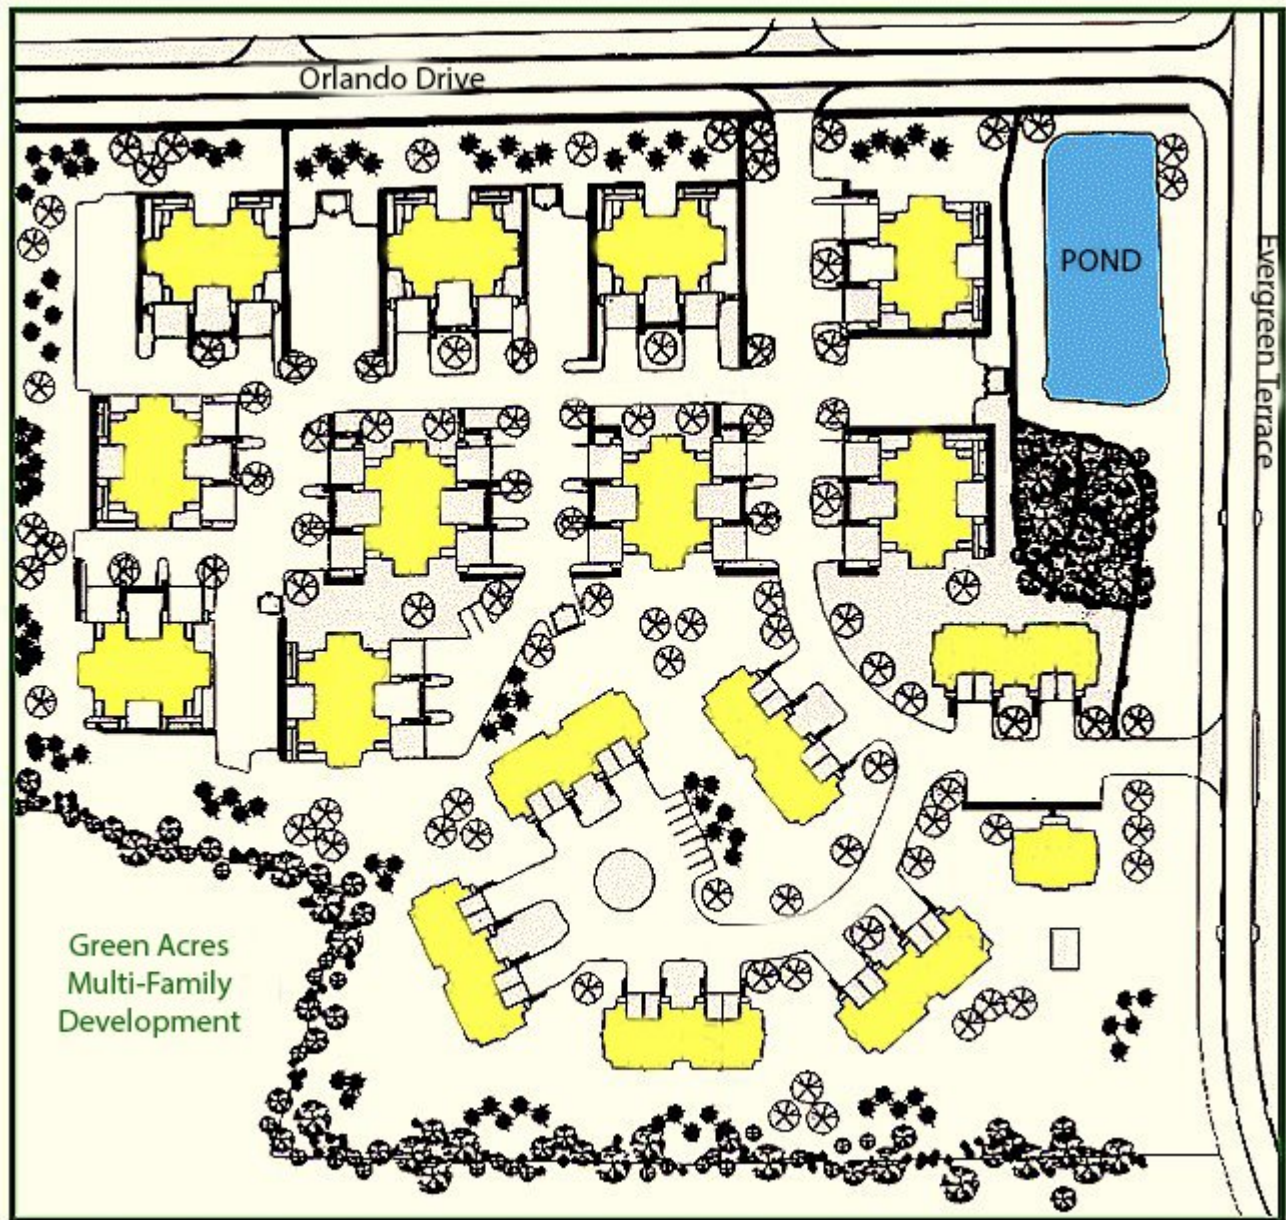 Orlando Drive
POND
Evergreen Terrace
Green Acres
Multi-Family
Development